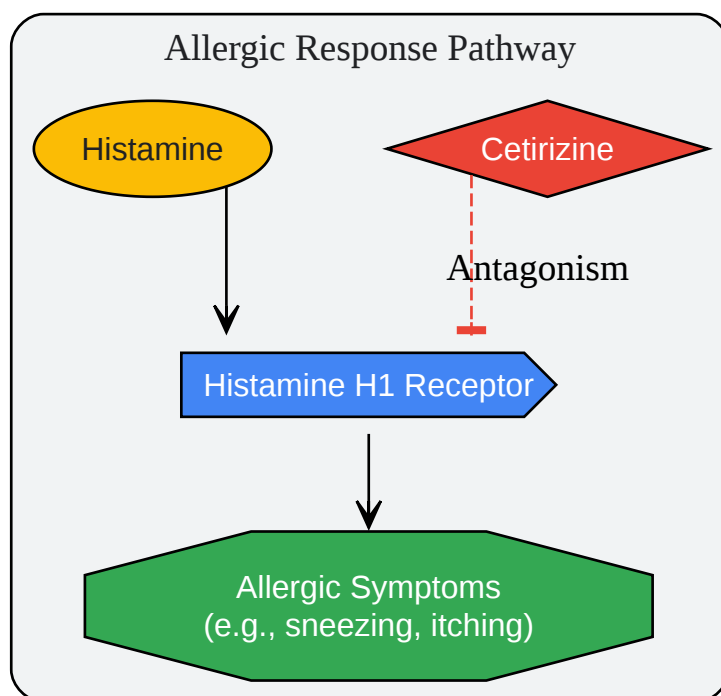 Allergic Response Pathway
Histamine
Cetirizine
Antagonism
Histamine H1 Receptor
Allergic Symptoms
(e.g., sneezing, itching)